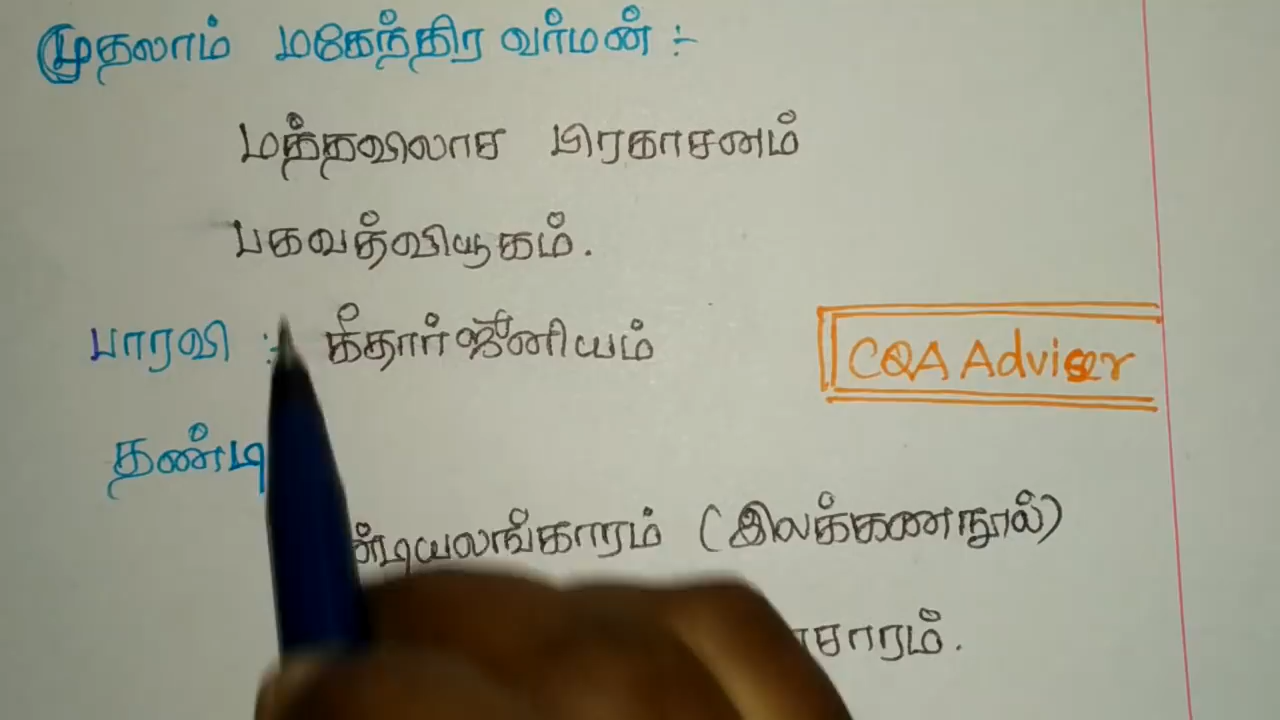 முதலாம் மகேந்திர வர்மன் :-
மத்தவிலாச பிரகாசனம்
பகவத்வியூகம்.
பாரவி :- கீதார்ஜுனியம்
CQA Adviser
தண்டி
ண்டியலங்காரம் (இலக்கணநூல்)
சாரம்.